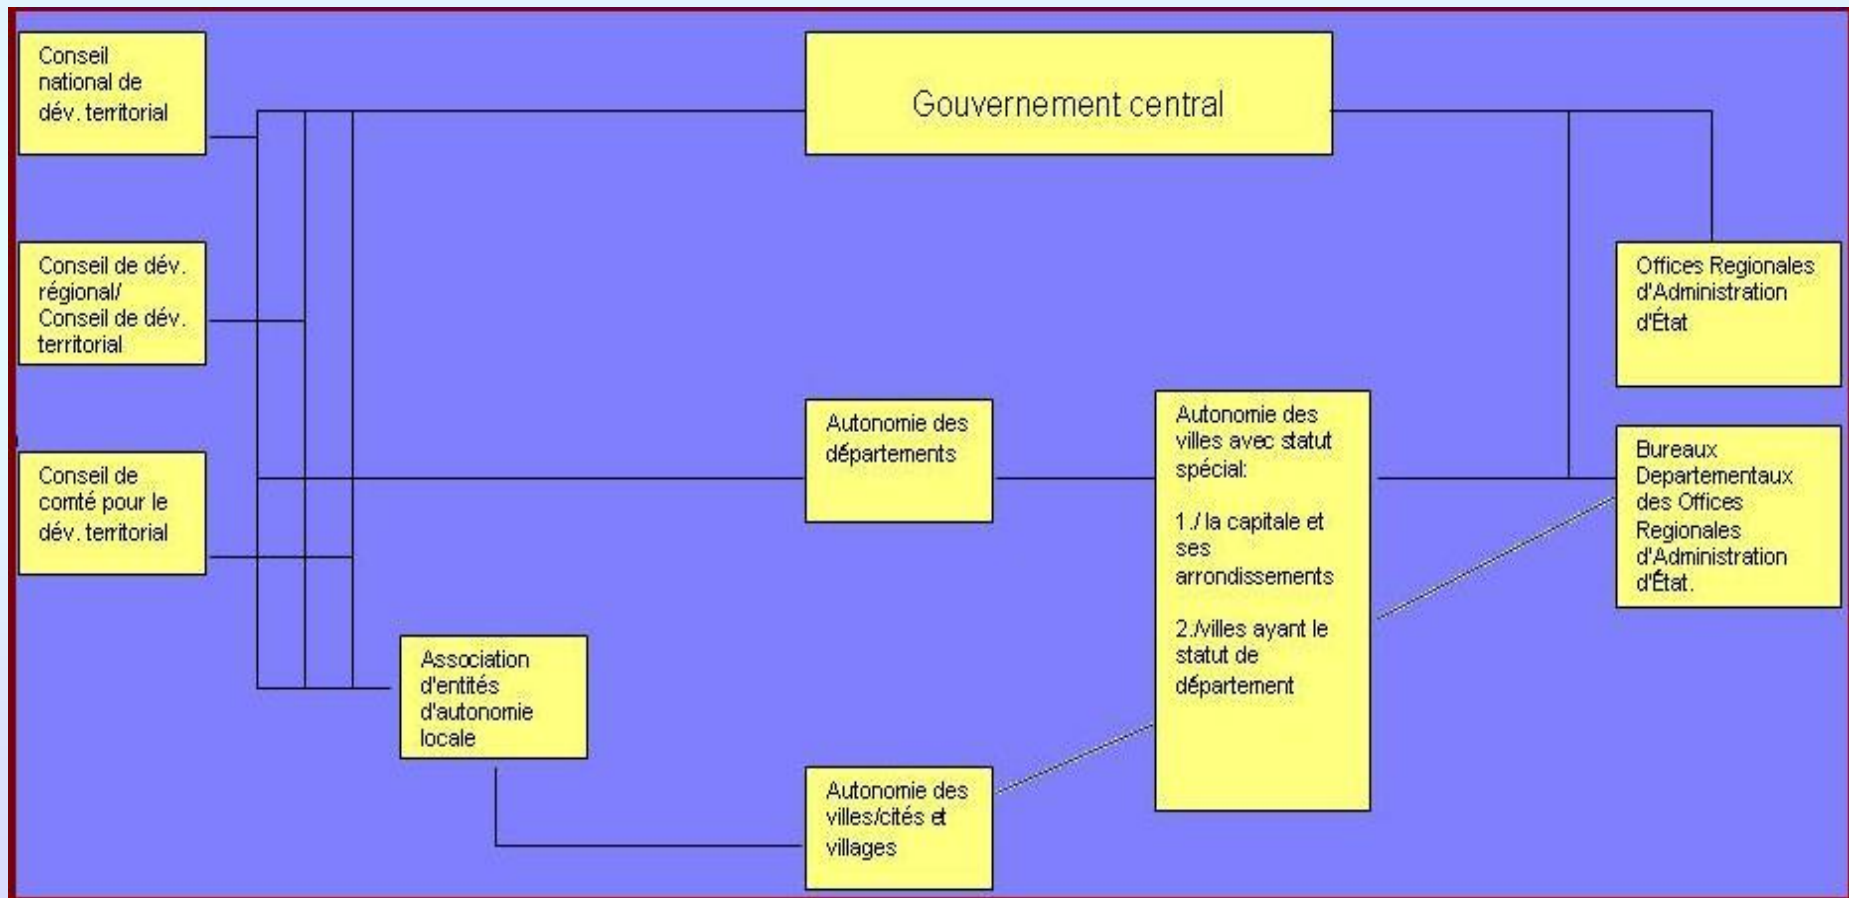 Conseil
national de
dév. territorial
Gouvernement central
Conseil de dév.
régional/
Conseil de dév.
territorial
Offices Regionales
d'Administration
d'État
Autonomie des
départements
Autonomie des
villes avec statut
spécial:
1./ la capitale et
ses
arrondissements
2./villes ayant le
statut de
département
Bureaux
Departementaux
des Offices
Regionales
d'Administration
d'État.
Conseil de
comté pour le
dév. territorial
Association
d'entités
d'autonomie
locale
Autonomie des
villes/cités et
villages